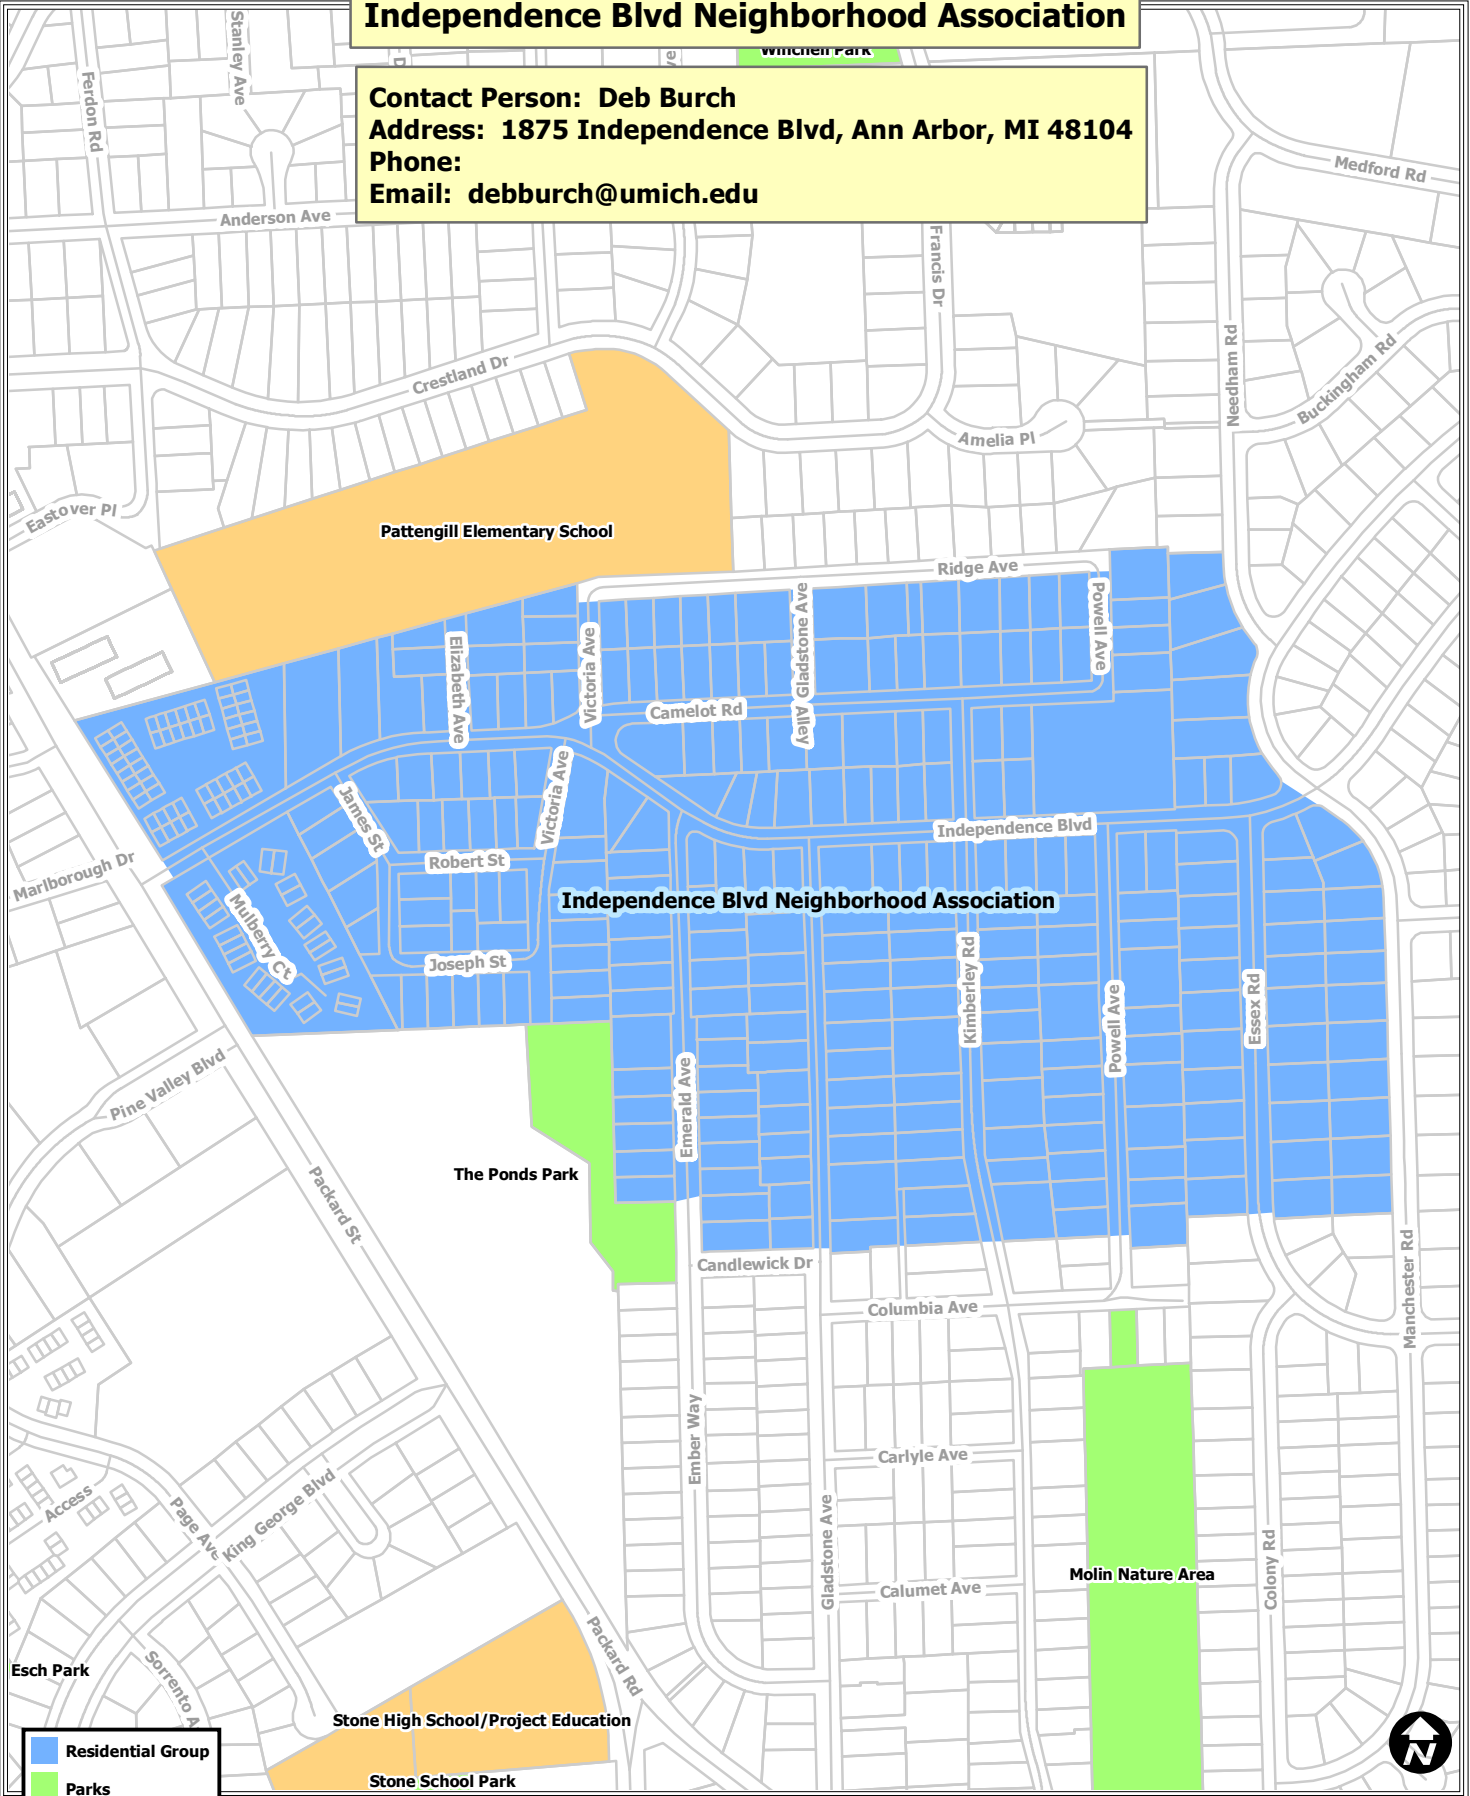 Independence Blvd Neighborhood Association
Winchell Park
Contact Person: Deb Burch
Address: 1875 Independence Blvd, Ann Arbor, MI 48104
Phone:
Email: debburch@umich.edu
Stanley Ave
Ferdon Rd
Medford Rd
Anderson Ave
Francis Dr
Needham Rd
Buckingham Rd
Crestland Dr
Amelia Pl
Eastover Pl
Pattengill Elementary School
Ridge Ave
Powell Ave
Gladstone Ave
Elizabeth Ave
Victoria Ave
Camelot Rd
Alley
Victoria Ave
James St
Independence Blvd
Robert St
Marlborough Dr
Independence Blvd Neighborhood Association
Mulberry Ct
Joseph St
Kimberley Rd
Powell Ave
Essex Rd
Emerald Ave
Pine Valley Blvd
The Ponds Park
Packard St
Candlewick Dr
Manchester Rd
Columbia Ave
Ember Way
Carlyle Ave
Access
Page Ave
King George Blvd
Gladstone Ave
Calumet Ave
Molin Nature Area
Colony Rd
Packard Rd
Esch Park
Sorrento A
Stone High School/Project Education
Stone School Park
Residential Group
Parks
N